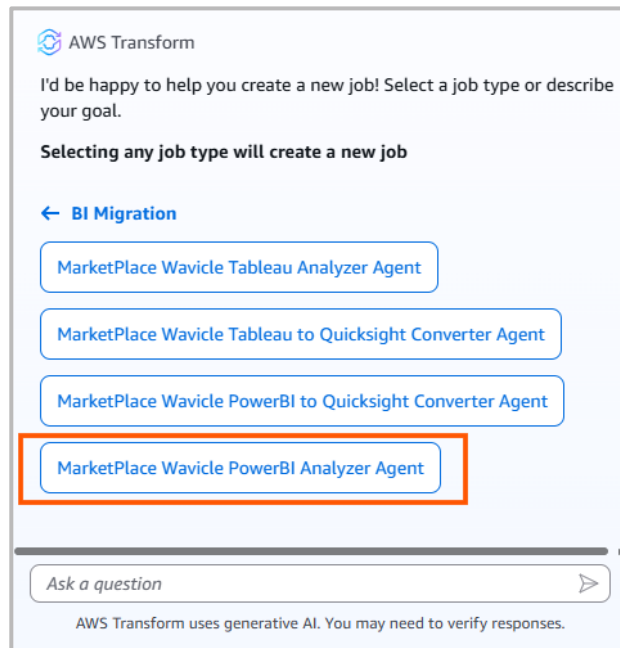 AWS Transform
I'd be happy to help you create a new job! Select a job type or describe
your goal.
Selecting any job type will create a new job
← BI Migration
MarketPlace Wavicle Tableau Analyzer Agent
MarketPlace Wavicle Tableau to Quicksight Converter Agent
MarketPlace Wavicle PowerBI to Quicksight Converter Agent
MarketPlace Wavicle PowerBI Analyzer Agent
Ask a question
AWS Transform uses generative AI. You may need to verify responses.